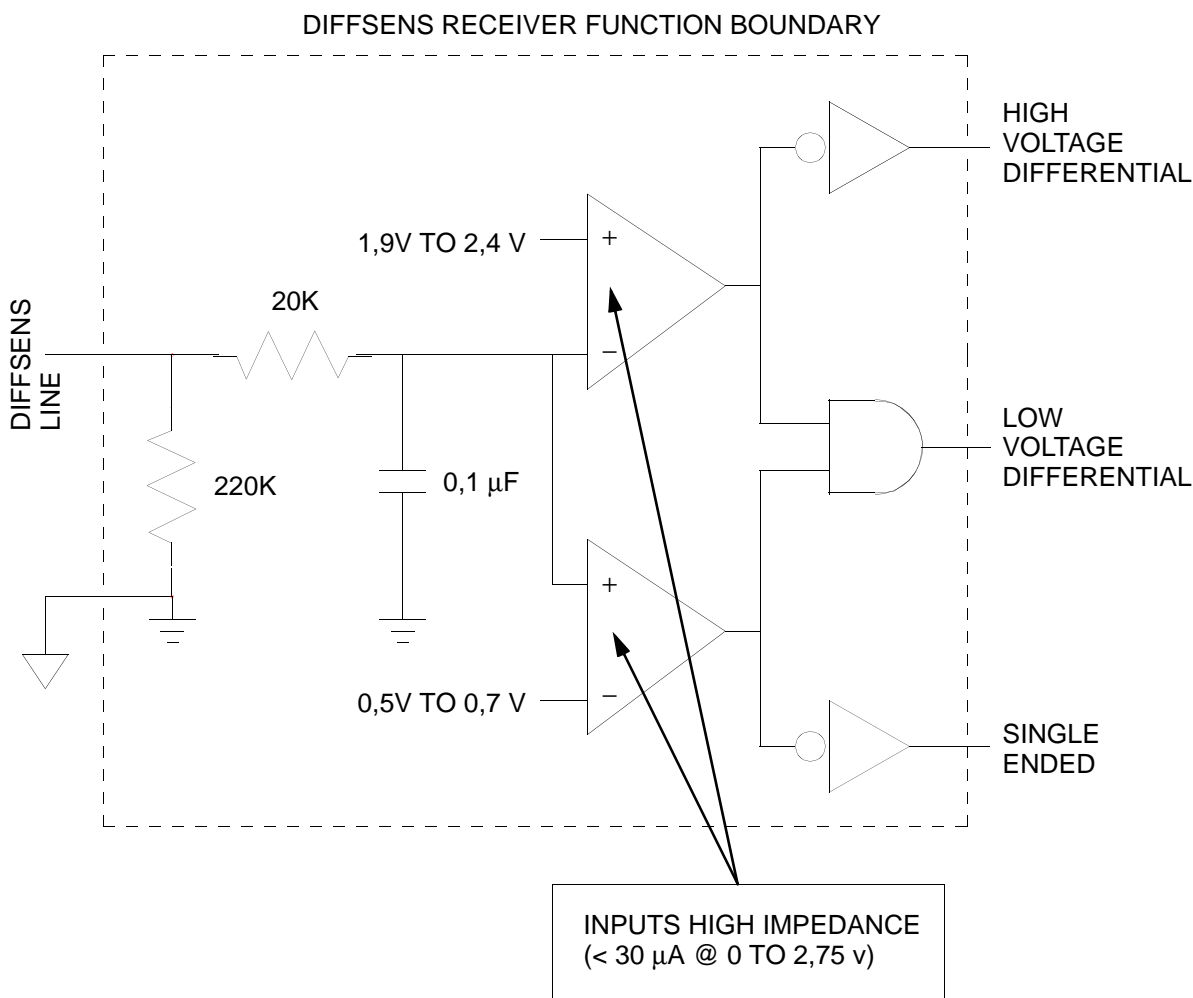 DIFFSENS RECEIVER FUNCTION BOUNDARY
HIGH
VOLTAGE
DIFFERENTIAL
1,9V TO 2,4 V
+
−
20K
DIFFSENS
LINE
220K
0,1 μF
LOW
VOLTAGE
DIFFERENTIAL
+
−
0,5V TO 0,7 V
SINGLE
ENDED
INPUTS HIGH IMPEDANCE
(< 30 μA @ 0 TO 2,75 v)